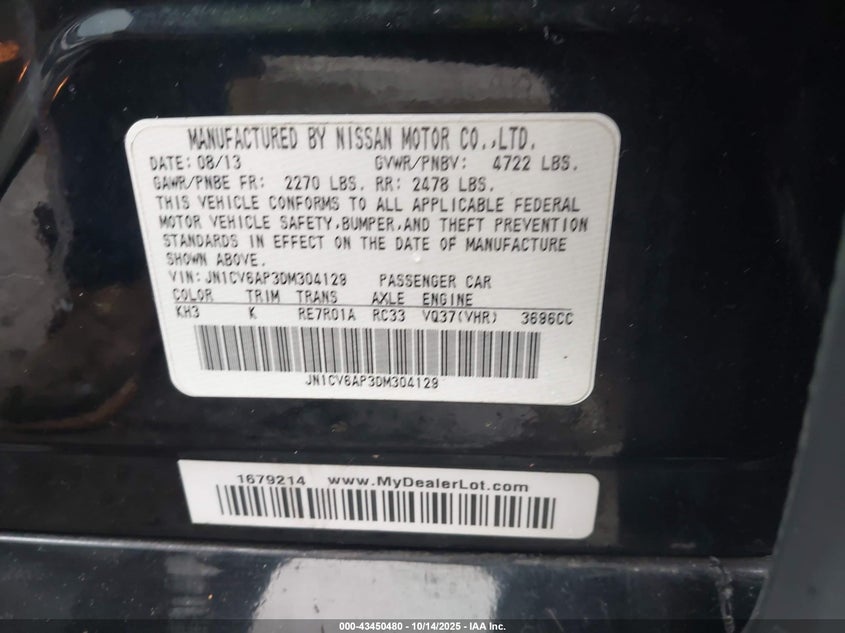 MANUFACTURED BY NISSAN MOTOR CO.,LTD.
DATE: 08/13 GVWR/PNBV: 4722 LBS.
GAWR/PNBE FR: 2270 LBS. RR: 2478 LBS.
THIS VEHICLE CONFORMS TO ALL APPLICABLE FEDERAL
MOTOR VEHICLE SAFETY,BUMPER,AND THEFT PREVENTION
STANDARDS IN EFFECT ON THE DATE OF MANUFACTURE
SHOWN ABOVE.
VIN: JN1CV6AP3DM304129 PASSENGER CAR
COLOR TRIM TRANS AXLE ENGINE
KH3 K RE7R01A RC33 VQ37(VHR) 3696CC
JN1CV6AP3DM304129
1679214 www.MyDealerLot.com
000-43450480 - 10/14/2025 - IAA Inc.